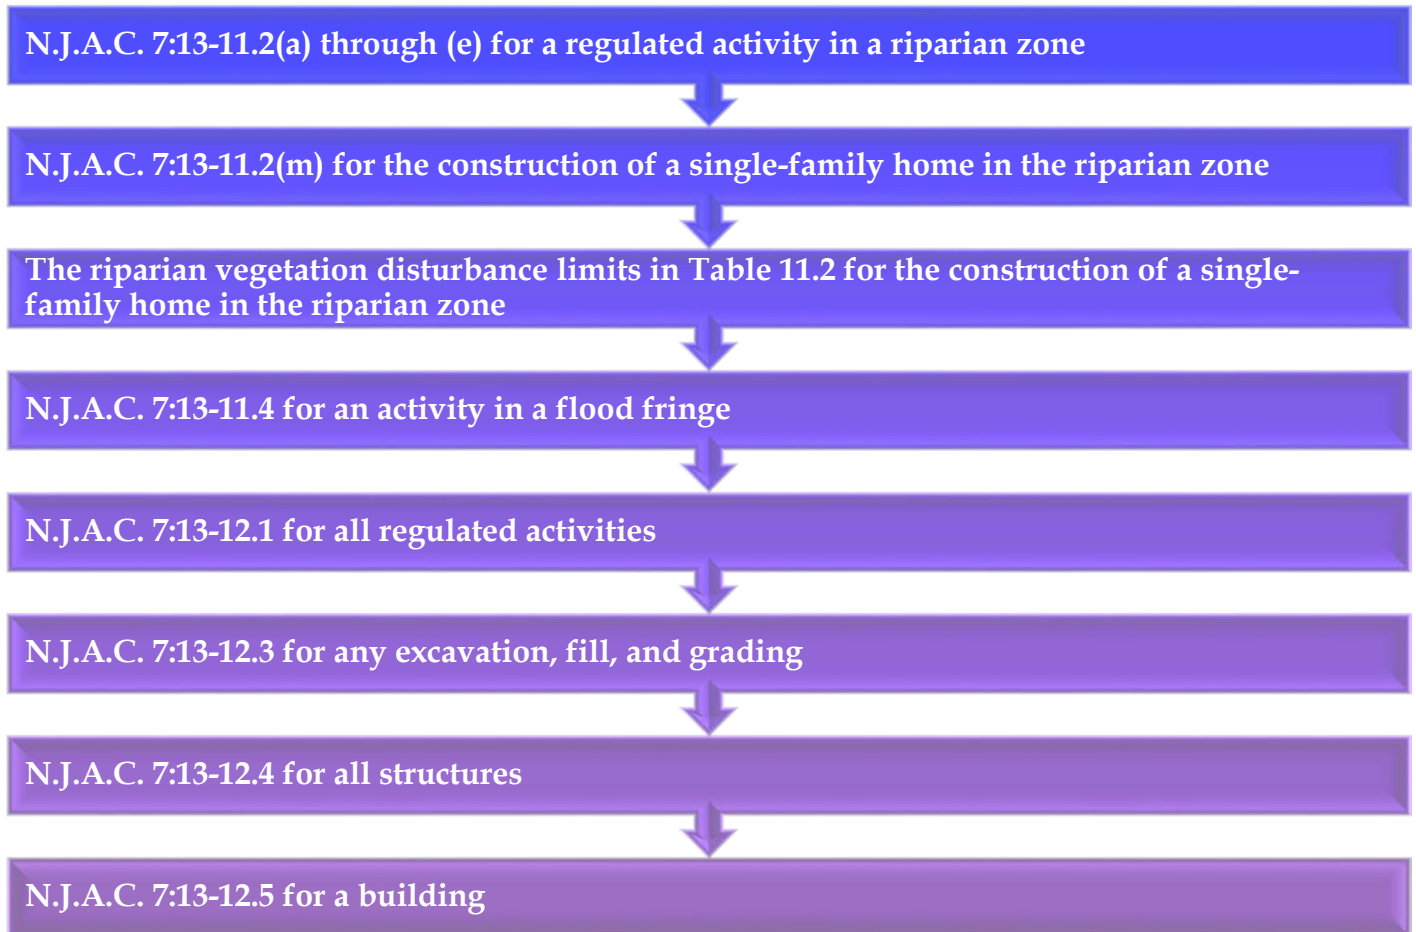 N.J.A.C. 7:13-11.2(a) through (e) for a regulated activity in a riparian zone
N.J.A.C. 7:13-11.2(m) for the construction of a single-family home in the riparian zone
The riparian vegetation disturbance limits in Table 11.2 for the construction of a single-
family home in the riparian zone
N.J.A.C. 7:13-11.4 for an activity in a flood fringe
N.J.A.C. 7:13-12.1 for all regulated activities
N.J.A.C. 7:13-12.3 for any excavation, fill, and grading
N.J.A.C. 7:13-12.4 for all structures
N.J.A.C. 7:13-12.5 for a building